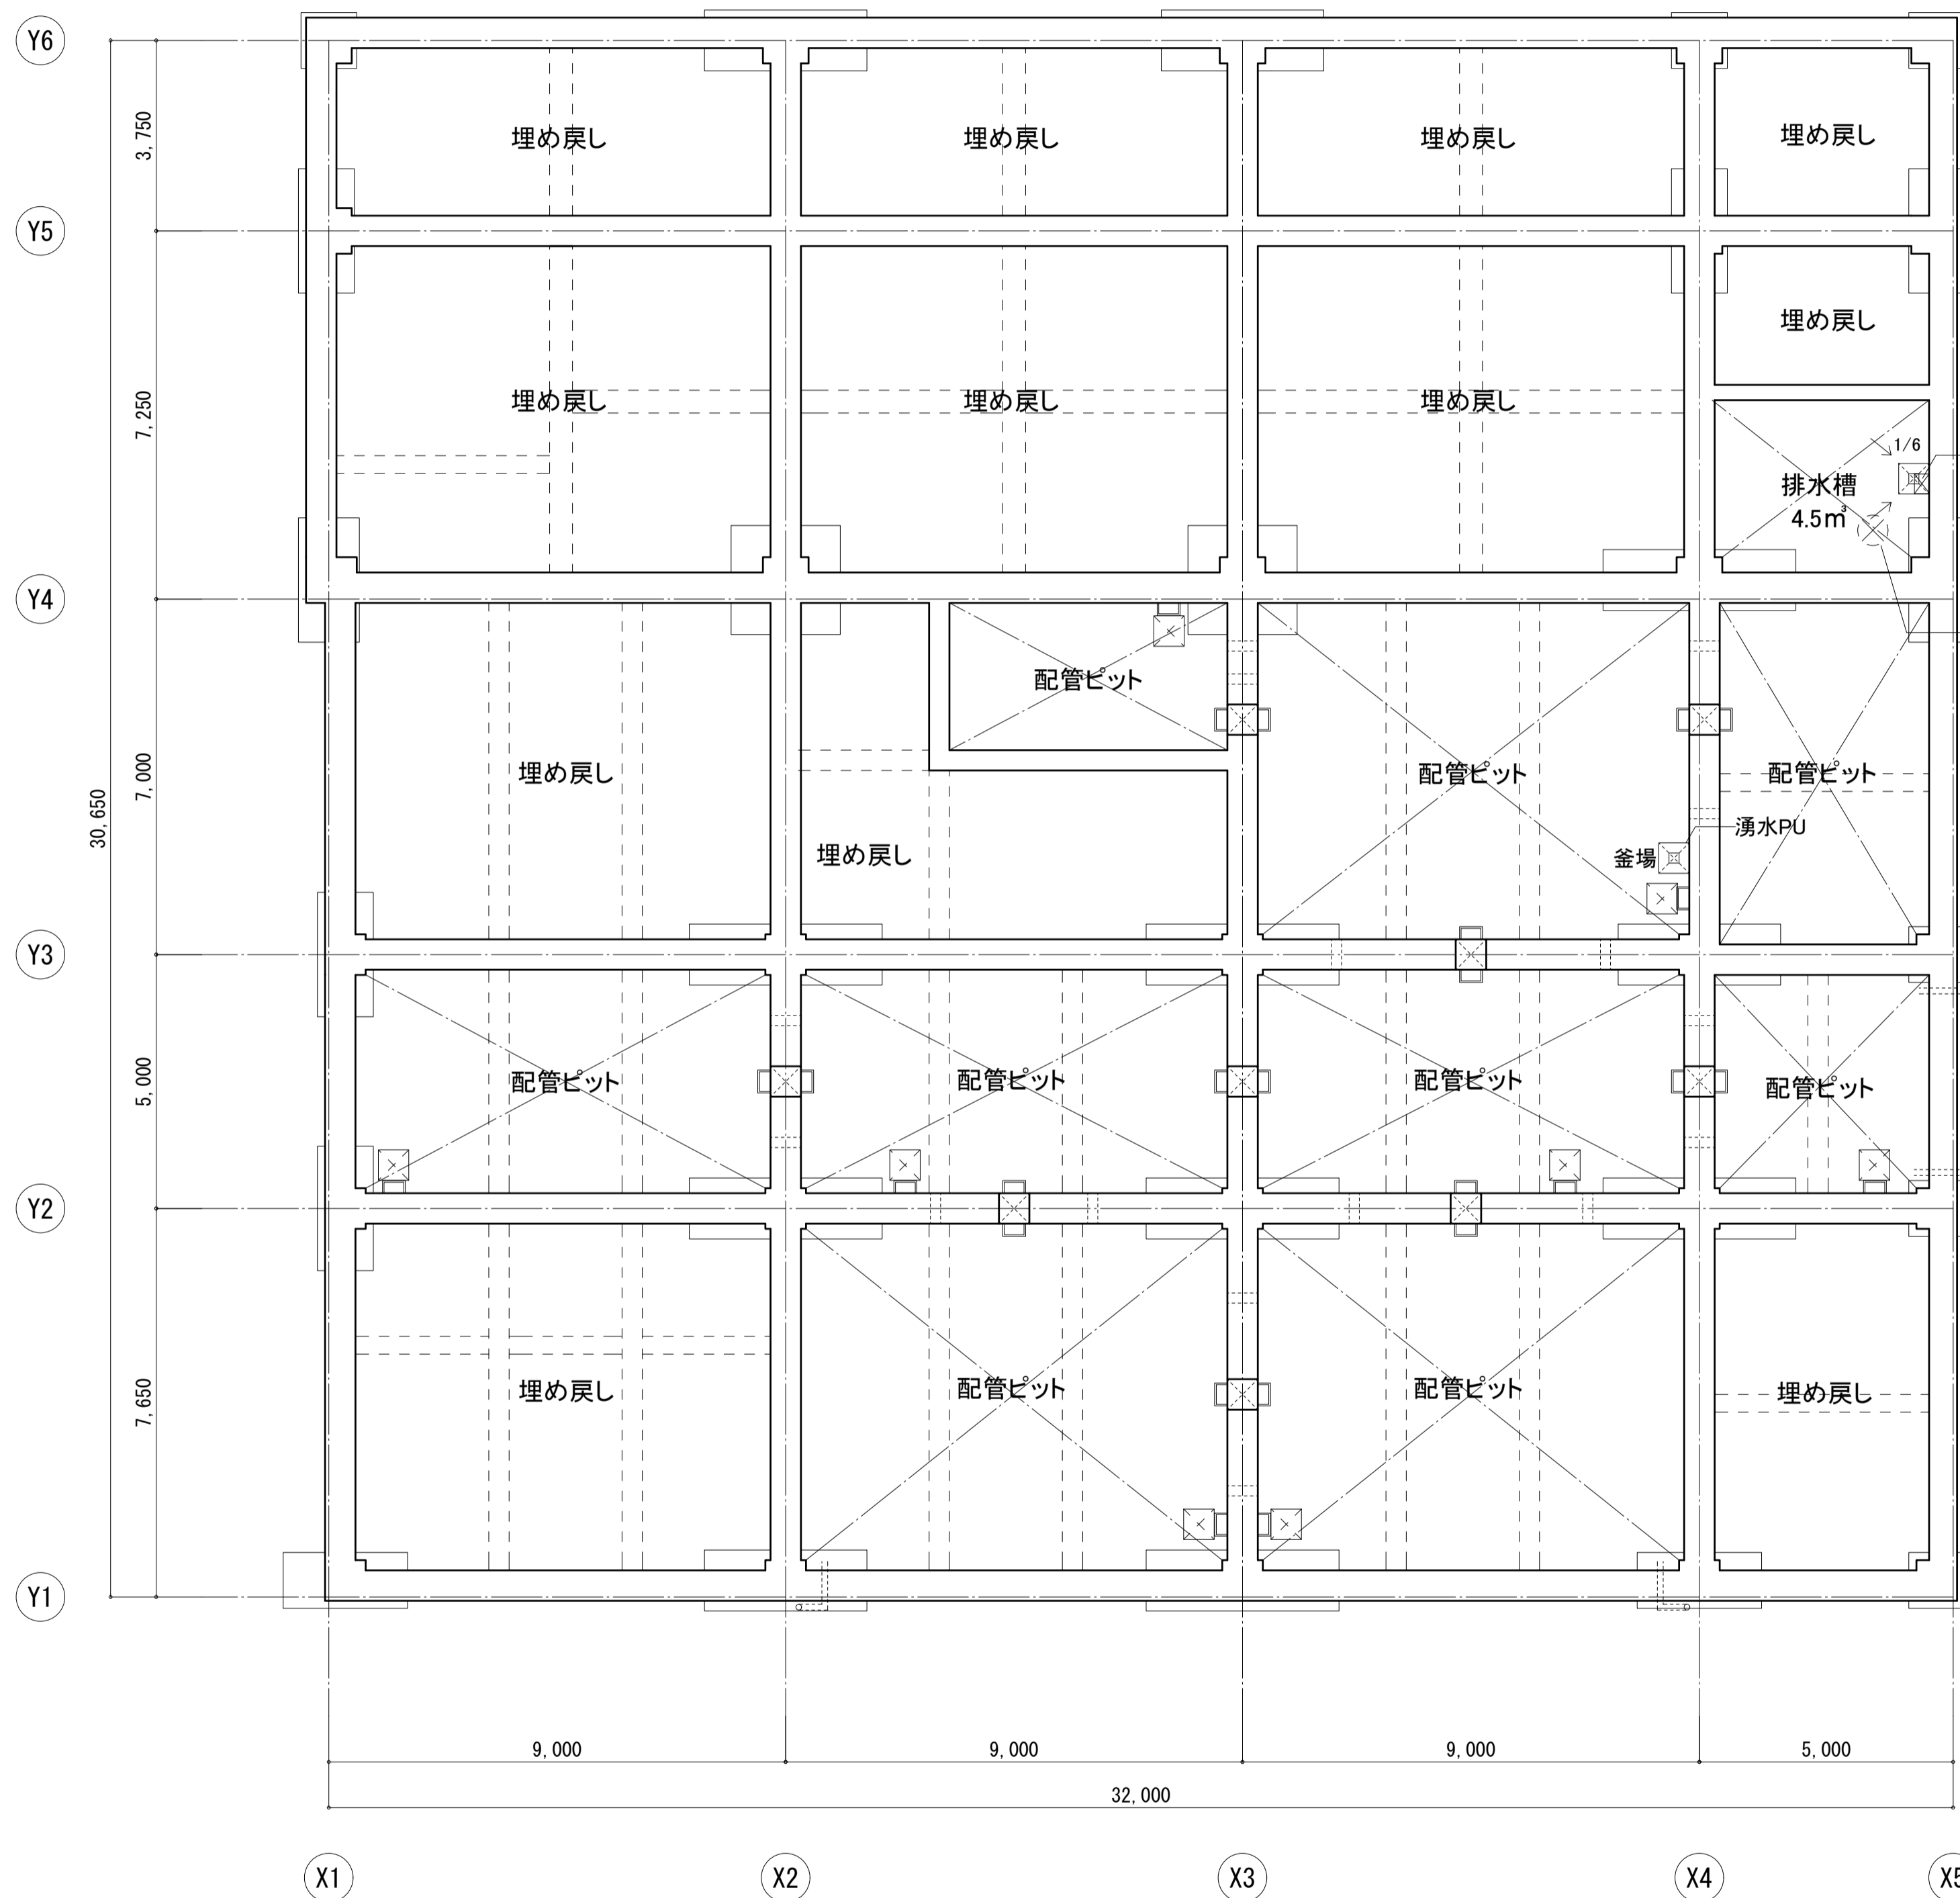 Y6
3,750
埋め戻し
埋め戻し
埋め戻し
埋め戻し
Y5
7,250
埋め戻し
埋め戻し
埋め戻し
埋め戻し
1/6
排水槽
4.5m³
Y4
30,650
7,000
埋め戻し
配管ピット
埋め戻し
配管ピット
配管ピット
湧水PU
釜場
Y3
5,000
配管ピット
配管ピット
配管ピット
配管ピット
Y2
7,650
埋め戻し
配管ピット
配管ピット
埋め戻し
Y1
9,000
9,000
9,000
5,000
32,000
X1
X2
X3
X4
X5